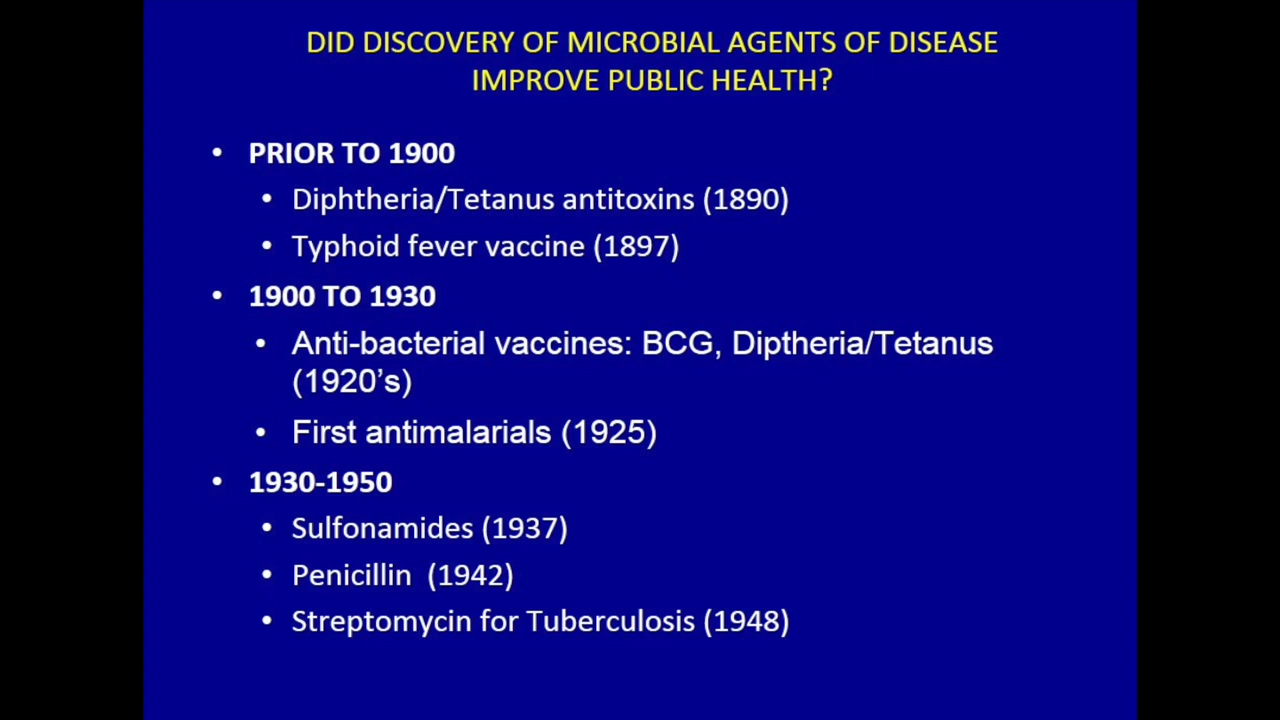 DID DISCOVERY OF MICROBIAL AGENTS OF DISEASE
IMPROVE PUBLIC HEALTH?
• PRIOR TO 1900
• Diphtheria/Tetanus antitoxins (1890)
• Typhoid fever vaccine (1897)
• 1900 TO 1930
• Anti-bacterial vaccines: BCG, Diptheria/Tetanus
(1920's)
• First antimalarials (1925)
• 1930-1950
• Sulfonamides (1937)
• Penicillin (1942)
• Streptomycin for Tuberculosis (1948)